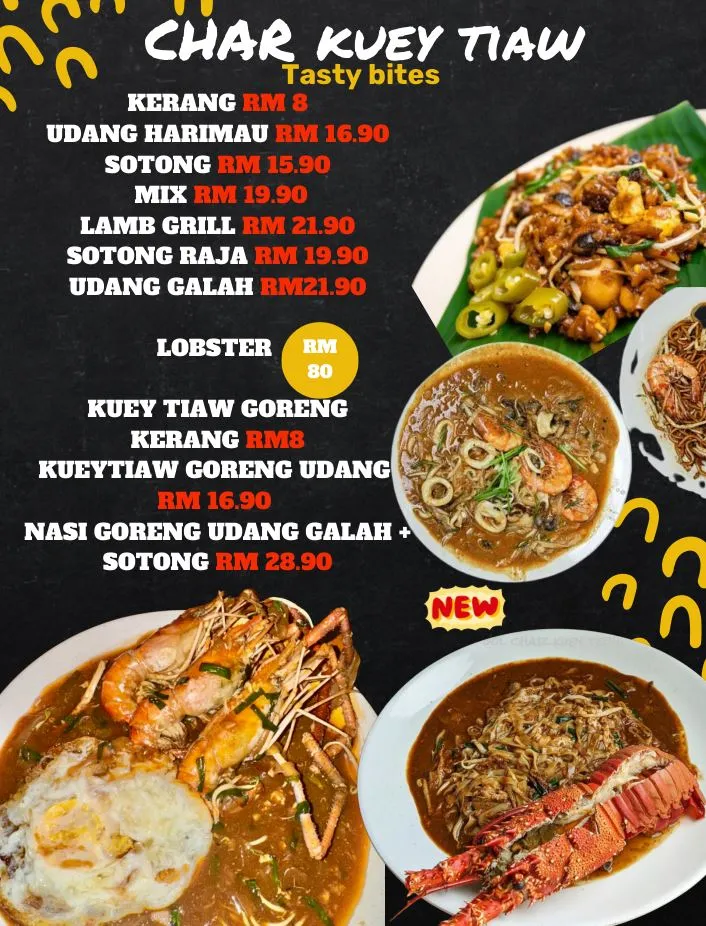 CHAR KUEY TIAW
Tasty bites
KERANG RM 8
UDANG HARIMAU RM 16.90
SOTONG RM 15.90
MIX RM 19.90
LAMB GRILL RM 21.90
SOTONG RAJA RM 19.90
UDANG GALAH RM21.90
LOBSTER RM
80
KUEY TIAW GORENG
KERANG RM8
KUEYTIAW GORENG UDANG
RM 16.90
NASI GORENG UDANG GALAH +
SOTONG RM 28.90
NEW